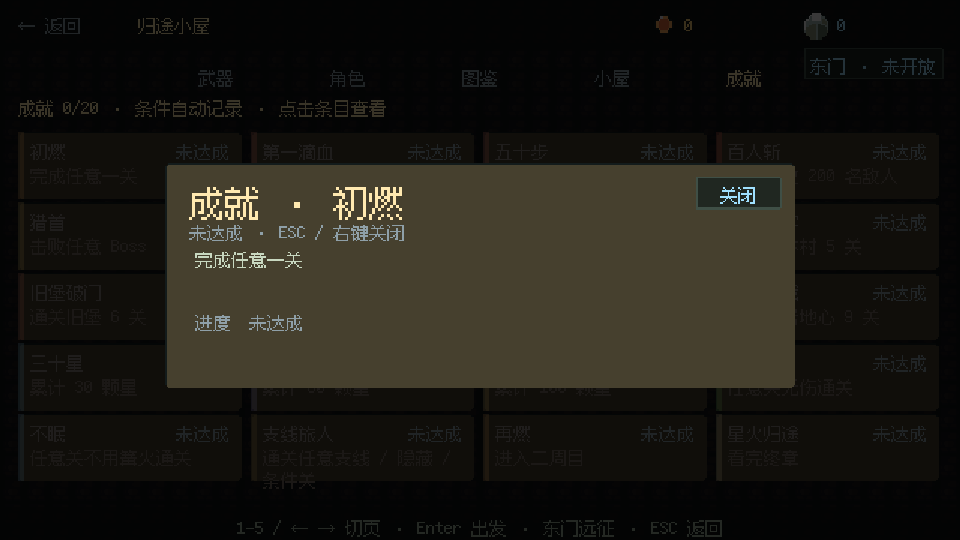 ← 返回
归途小屋
0
0
武器
角色
图鉴
小屋
成就
东门 · 未开放
成就 0/20 · 条件自动记录 · 点击条目查看
初燃 未达成
完成任意一关
第一滴血 未达成
五十步 未达成
百人斩 未达成
200 名敌人
成就 · 初燃
关闭
未达成 · ESC / 右键关闭
完成任意一关
进度 未达成
猎首
击败任意 Boss
未达成
村 5 关
旧堡破门
通关旧堡 6 关
未达成
地心 9 关
三十星
累计 30 颗星
未达成
不眠 未达成
任意关不用篝火通关
支线旅人 未达成
通关任意支线 / 隐藏 /
条件关
再燃 未达成
进入二周目
星火归途 未达成
看完终章
1-5 / ← → 切页 · Enter 出发 · 东门远征 · ESC 返回